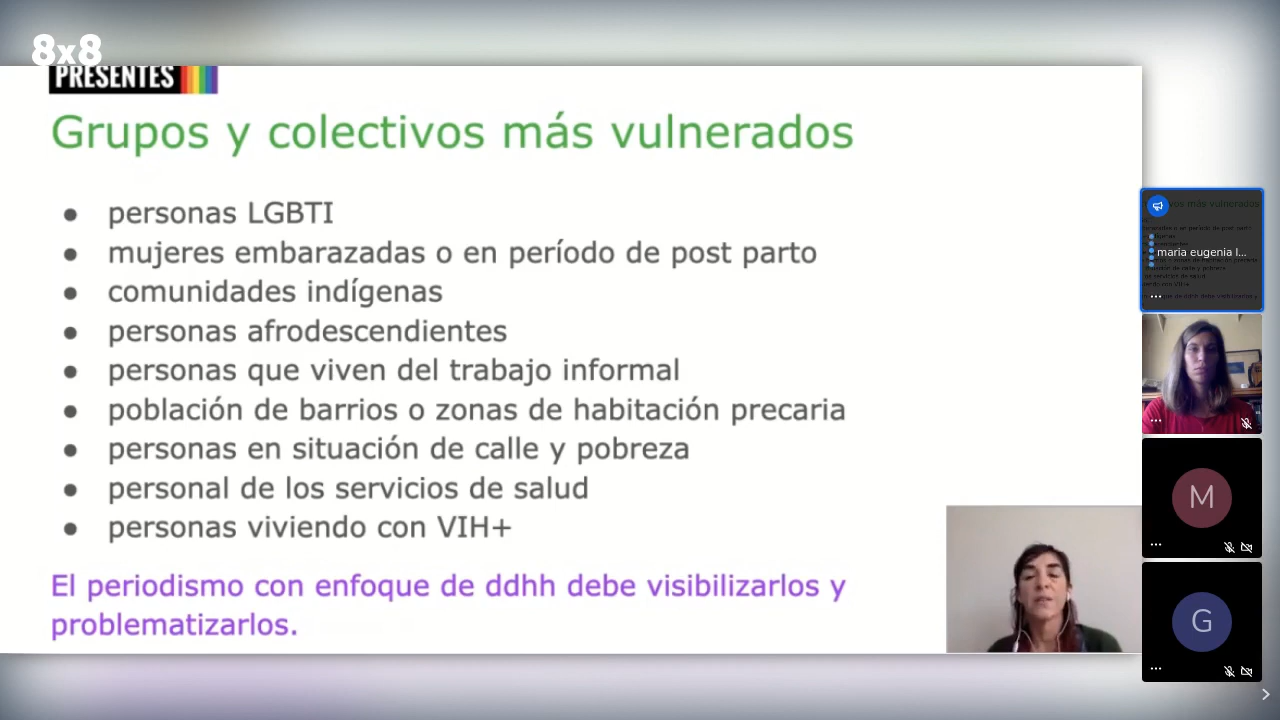 8x8
PRESENTES
Grupos y colectivos más vulnerados
● personas LGBTI
● mujeres embarazadas o en período de post parto
● comunidades indígenas
● personas afrodescendientes
● personas que viven del trabajo informal
● población de barrios o zonas de habitación precaria
● personas en situación de calle y pobreza
● personal de los servicios de salud
● personas viviendo con VIH+
El periodismo con enfoque de ddhh debe visibilizarlos y
problematizarlos.
maria eugenia l...
M
G